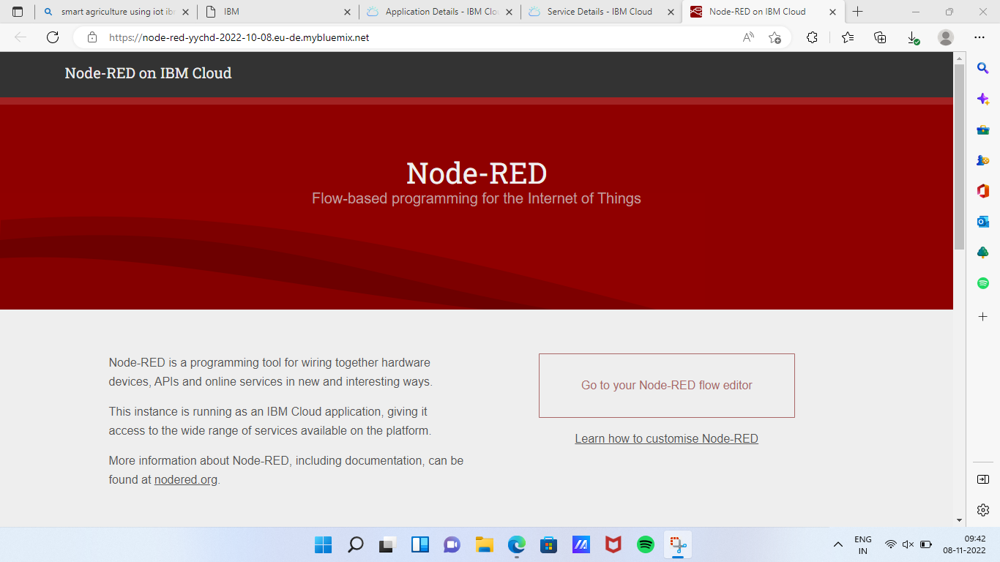 smart agriculture using iot ib
IBM
Application Details - IBM Clo
Service Details - IBM Cloud
Node-RED on IBM Cloud
https://node-red-yychd-2022-10-08.eu-de.mybluemix.net
Node-RED on IBM Cloud
Node-RED
Flow-based programming for the Internet of Things
Node-RED is a programming tool for wiring together hardware
devices, APIs and online services in new and interesting ways.
This instance is running as an IBM Cloud application, giving it
access to the wide range of services available on the platform.
More information about Node-RED, including documentation, can be
found at nodered.org.
Go to your Node-RED flow editor
Learn how to customise Node-RED
ENG
IN
09:42
08-11-2022